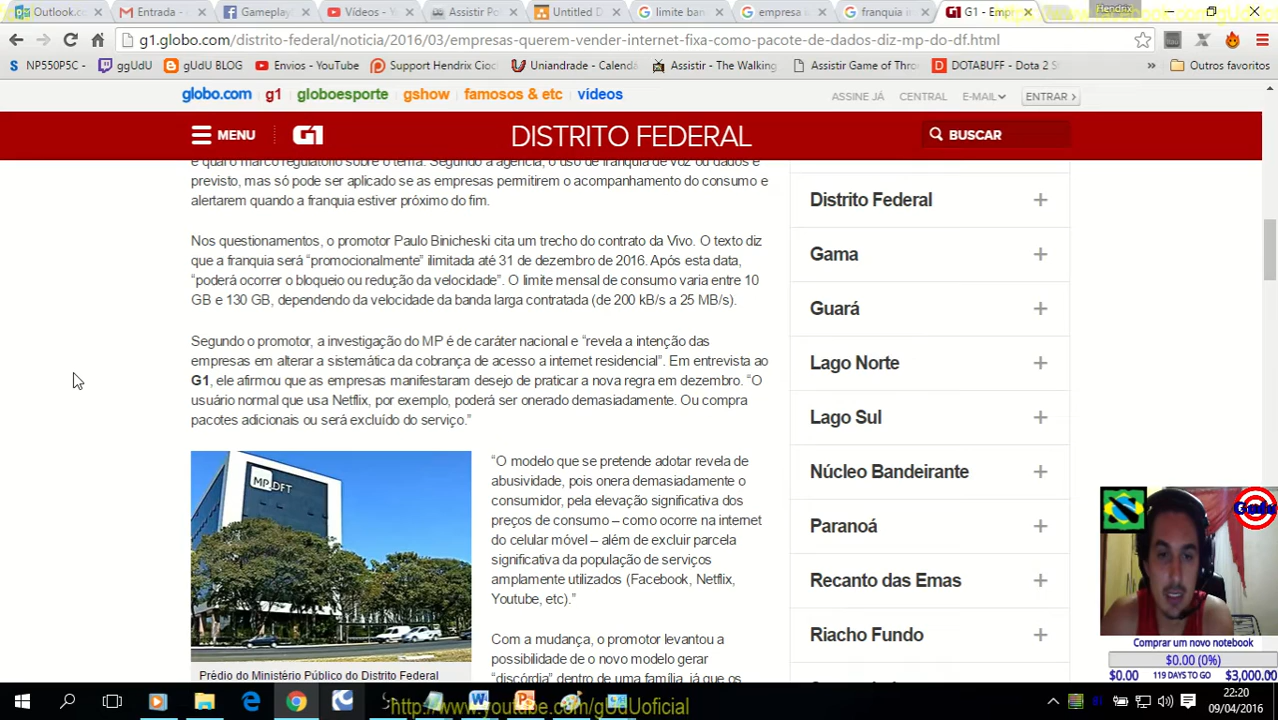 Outlook.co
Entrada -
Gameplay
Vídeos - Y
Assistir Po
Untitled D
limite ban
empresa i
franquia n
G1 - Empr
Hendrix
g1.globo.com/distrito-federal/noticia/2016/03/empresas-querem-vender-internet-fixa-como-pacote-de-dados-diz-mp-do-df.html
NP550P5C -
ggUdU
gUdU BLOG
Envios - YouTube
Support Hendrix Cioc
Uniandrade - Calend
Assistir - The Walking
Assistir Game of Thro
DOTABUFF - Dota 2 S
»
Outros favoritos
globo.com g1 globoesporte gshow famosos & etc vídeos
ASSINE JÁ CENTRAL E-MAIL ENTRAR ›
MENU G1 DISTRITO FEDERAL BUSCAR
e qual o marco regulatório sobre o tema. Segundo a agência, o uso de franquia de voz ou dados é
previsto, mas só pode ser aplicado se as empresas permitirem o acompanhamento do consumo e
alertarem quando a franquia estiver próximo do fim.
Nos questionamentos, o promotor Paulo Binicheski cita um trecho do contrato da Vivo. O texto diz
que a franquia será “promocionalmente” ilimitada até 31 de dezembro de 2016. Após esta data,
“poderá ocorrer o bloqueio ou redução da velocidade”. O limite mensal de consumo varia entre 10
GB e 130 GB, dependendo da velocidade da banda larga contratada (de 200 kB/s a 25 MB/s).
Segundo o promotor, a investigação do MP é de caráter nacional e “revela a intenção das
empresas em alterar a sistemática da cobrança de acesso a internet residencial”. Em entrevista ao
G1, ele afirmou que as empresas manifestaram desejo de praticar a nova regra em dezembro. “O
usuário normal que usa Netflix, por exemplo, poderá ser onerado demasiadamente. Ou compra
pacotes adicionais ou será excluído do serviço.”
MPDFT
Prédio do Ministério Público do Distrito Federal
“O modelo que se pretende adotar revela de
abusividade, pois onera demasiadamente o
consumidor, pela elevação significativa dos
preços de consumo – como ocorre na internet
do celular móvel – além de excluir parcela
significativa da população de serviços
amplamente utilizados (Facebook, Netflix,
Youtube, etc).”
Com a mudança, o promotor levantou a
possibilidade de o novo modelo gerar
“discórdia” dentro de uma família, já que os
Distrito Federal
Gama
Guará
Lago Norte
Lago Sul
Núcleo Bandeirante
Paranoá
Recanto das Emas
Riacho Fundo
Gudu
Comprar um novo notebook
$0.00 (0%)
$0.00 119 DAYS TO GO $3,000.00
http://www.youtube.com/gUdUoficial
22:20
09/04/2016